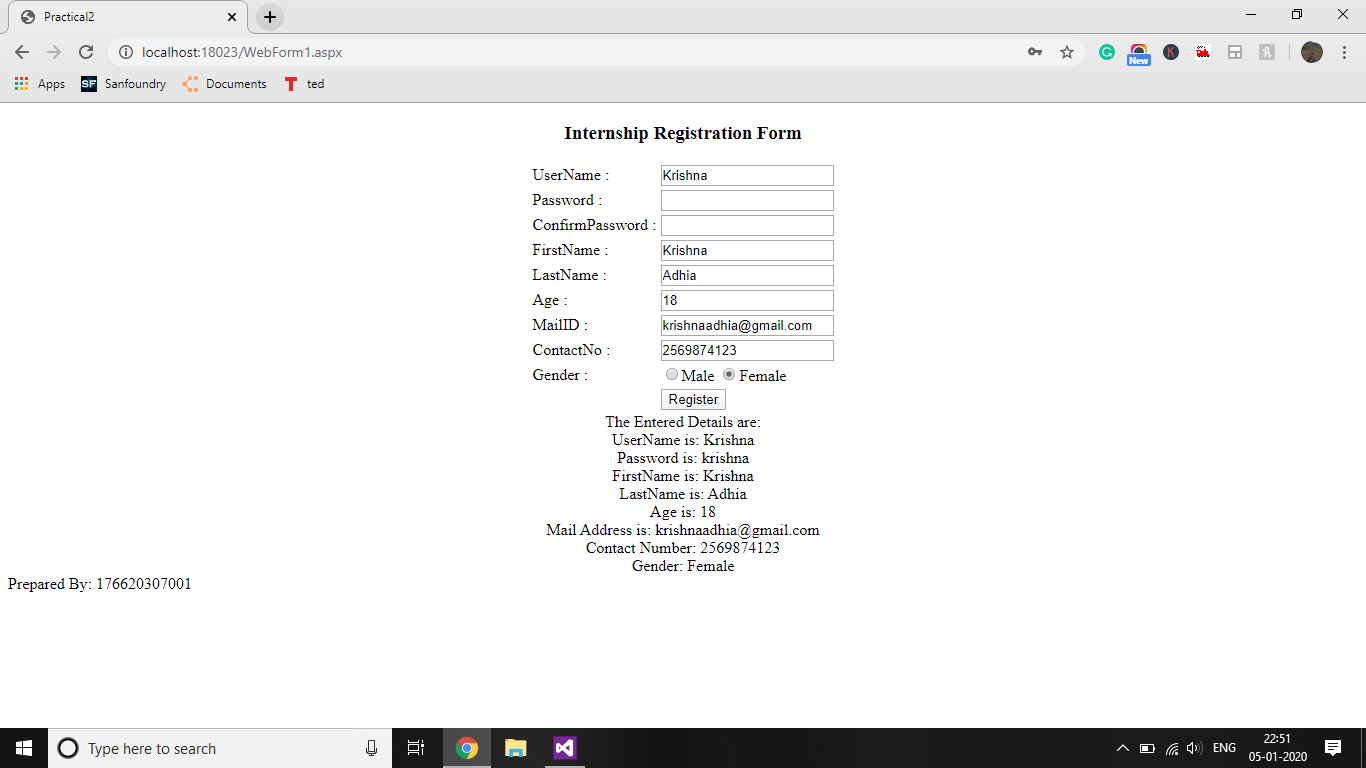 Practical2
localhost:18023/WebForm1.aspx
New
K
Apps SF Sanfoundry Documents T ted
Internship Registration Form
UserName : Krishna
Password :
ConfirmPassword :
FirstName : Krishna
LastName : Adhia
Age : 18
MailID : krishnaadhia@gmail.com
ContactNo : 2569874123
Gender : Male Female
Register
The Entered Details are:
UserName is: Krishna
Password is: krishna
FirstName is: Krishna
LastName is: Adhia
Age is: 18
Mail Address is: krishnaadhia@gmail.com
Contact Number: 2569874123
Gender: Female
Prepared By: 176620307001
Type here to search
ENG
22:51
05-01-2020